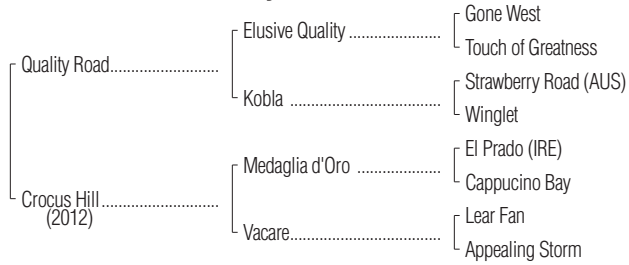 Gone West
Elusive Quality ....................
Touch of Greatness
Quality Road........................
Strawberry Road (AUS)
Kobla .................................
Winglet
El Prado (IRE)
Medaglia d'Oro ..................
Cappucino Bay
Crocus Hill..........................
(2012)
Lear Fan
Vacare.................................
Appealing Storm